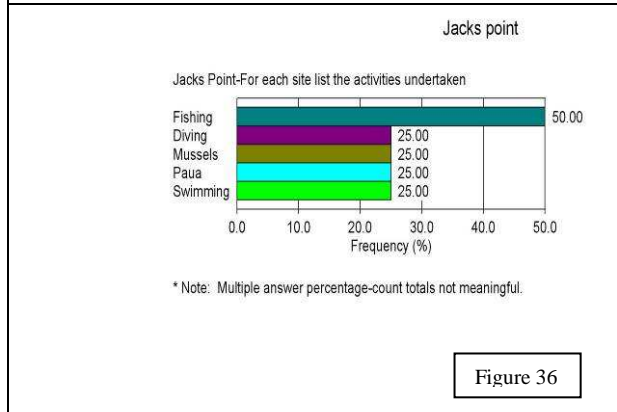 Jacks point
Jacks Point-For each site list the activities undertaken
Fishing 50.00
Diving 25.00
Mussels 25.00
Paua 25.00
Swimming 25.00
0.0 10.0 20.0 30.0 40.0 50.0
Frequency (%)
* Note: Multiple answer percentage-count totals not meaningful.
Figure 36